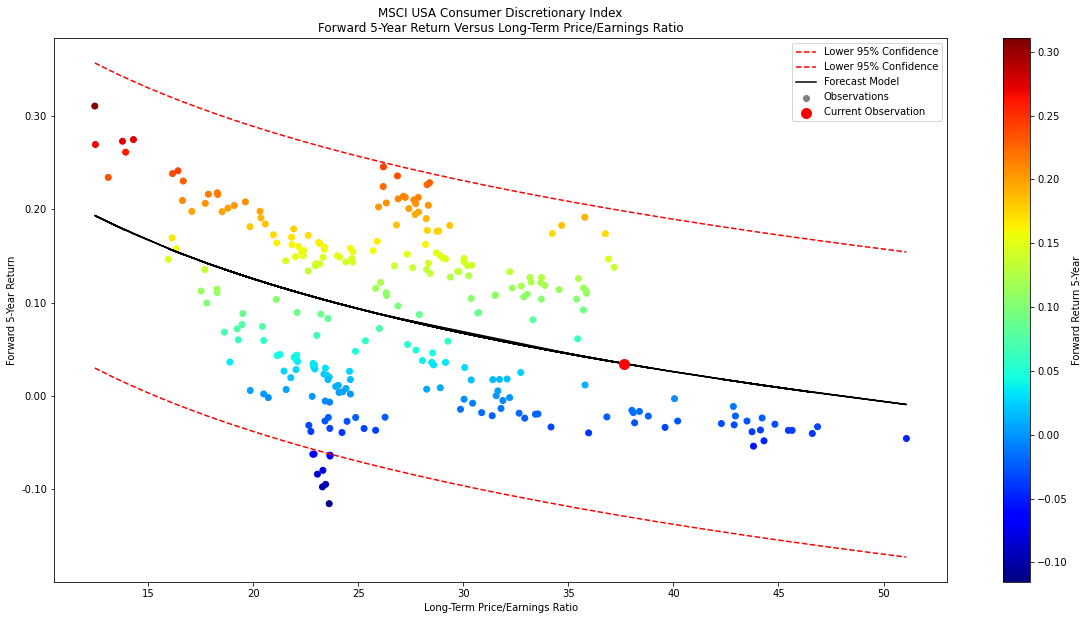 MSCI USA Consumer Discretionary Index
Forward 5-Year Return Versus Long-Term Price/Earnings Ratio
Lower 95% Confidence
Lower 95% Confidence
Forecast Model
Observations
Current Observation
Forward 5-Year Return
0.30
0.20
0.10
0.00
-0.10
15 20 25 30 35 40 45 50
Long-Term Price/Earnings Ratio
0.30
0.25
0.20
0.15
0.10
0.05
0.00
−0.05
−0.10
Forward Return 5-Year